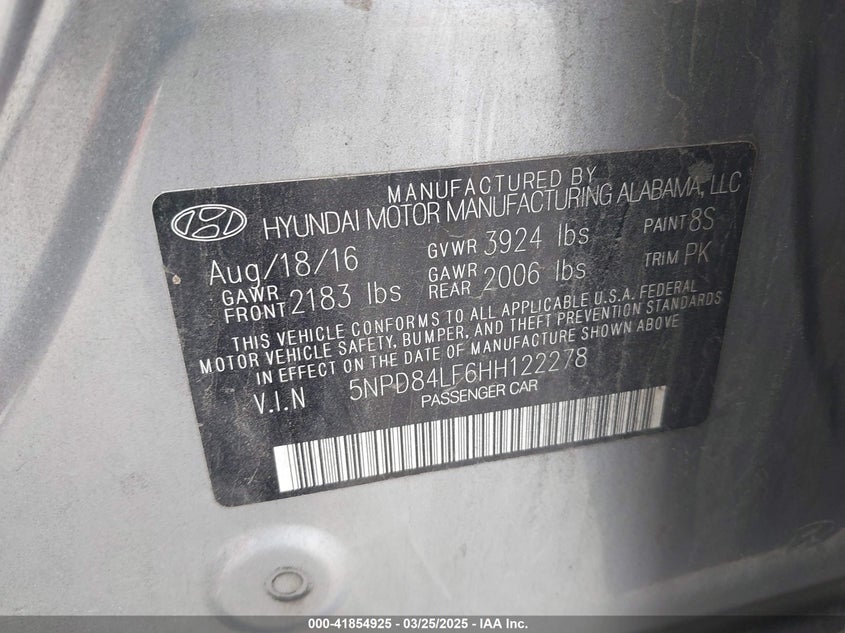 MANUFACTURED BY
HYUNDAI MOTOR MANUFACTURING ALABAMA, LLC
Aug/18/16 GVWR 3924 lbs PAINT 8S
GAWR FRONT 2183 lbs GAWR REAR 2006 lbs TRIM PK
THIS VEHICLE CONFORMS TO ALL APPLICABLE U.S.A. FEDERAL
MOTOR VEHICLE SAFETY, BUMPER, AND THEFT PREVENTION STANDARDS
IN EFFECT ON THE DATE OF MANUFACTURE SHOWN ABOVE
V.I.N 5NPD84LF6HH122278
PASSENGER CAR
000-41854925 - 03/25/2025 - IAA Inc.